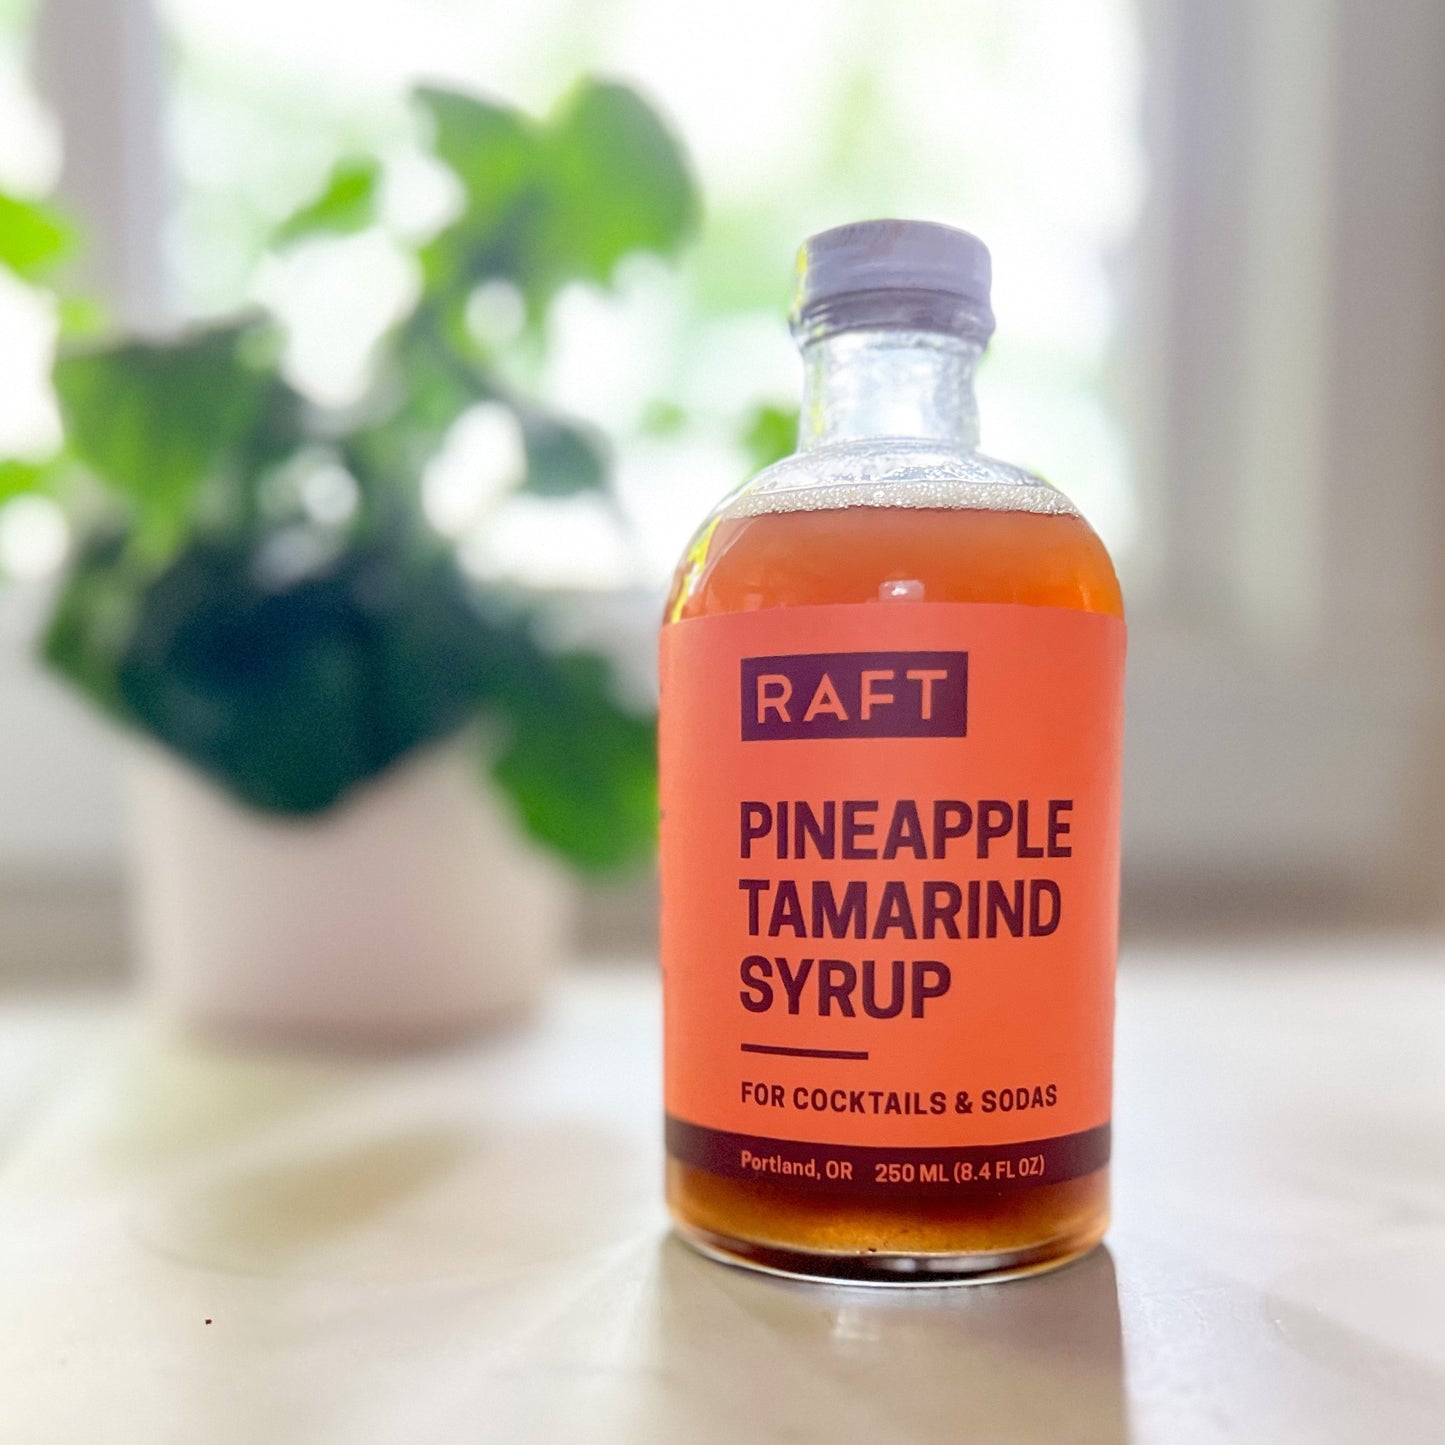 RAFT
PINEAPPLE
TAMARIND
SYRUP
FOR COCKTAILS & SODAS
Portland, OR 250 ML (8.4 FL OZ)